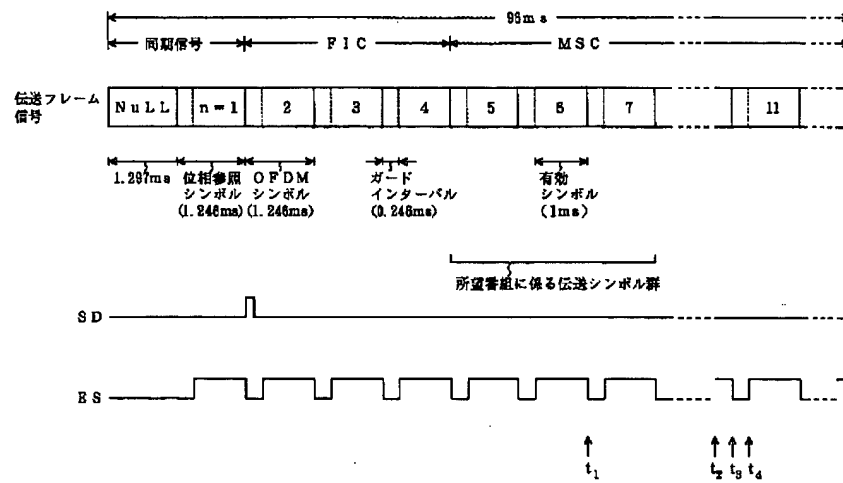 96ms
同期信号 FIC MSC
伝送フレーム
信号
NuLL n=1 2 3 4 5 6 7 11
1.297ms
位相参照
シンボル
(1.246ms)
OFDM
シンボル
(1.246ms)
ガード
インターバル
(0.246ms)
有効
シンボル
(1ms)
所望番組に係る伝送シンボル群
SD
ES
t1 t2 t3 t4